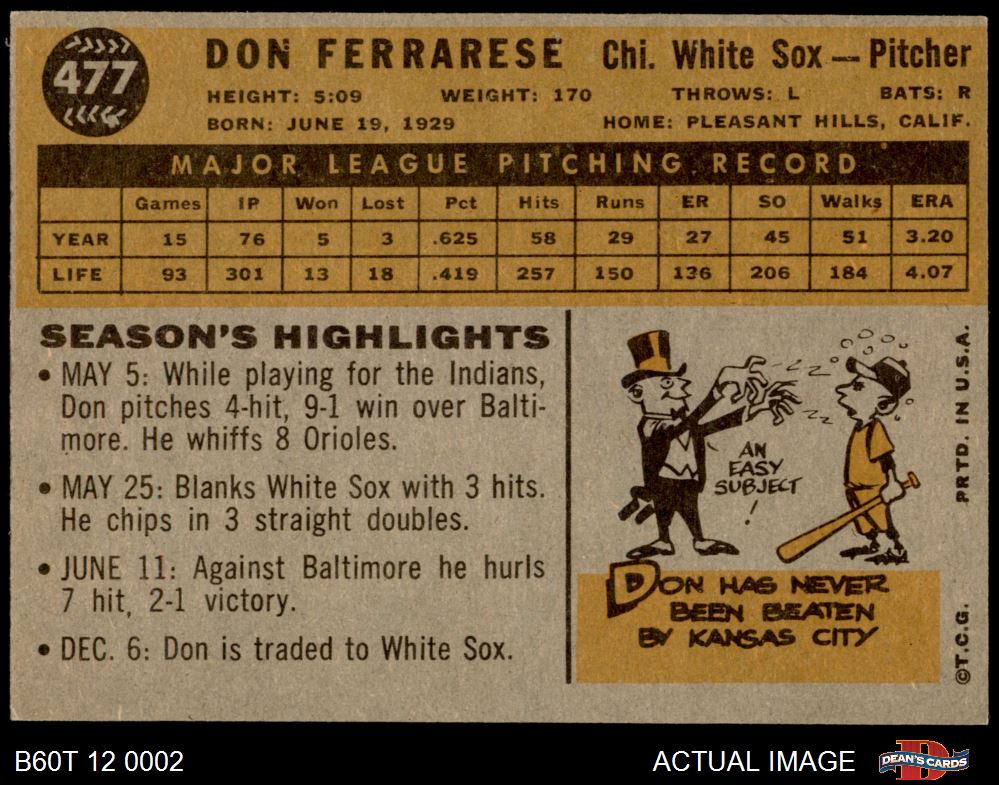 477
DON FERRARESE Chi. White Sox — Pitcher
HEIGHT: 5:09 WEIGHT: 170 THROWS: L BATS: R
BORN: JUNE 19, 1929 HOME: PLEASANT HILLS, CALIF.
MAJOR LEAGUE PITCHING RECORD
Games IP Won Lost Pct Hits Runs ER SO Walks ERA
YEAR 15 76 5 3 .625 58 29 27 45 51 3.20
LIFE 93 301 13 18 .419 257 150 136 206 184 4.07
SEASON'S HIGHLIGHTS
• MAY 5: While playing for the Indians,
Don pitches 4-hit, 9-1 win over Balti-
more. He whiffs 8 Orioles.
• MAY 25: Blanks White Sox with 3 hits.
He chips in 3 straight doubles.
• JUNE 11: Against Baltimore he hurls
7 hit, 2-1 victory.
• DEC. 6: Don is traded to White Sox.
AN
EASY
SUBJECT
!
DON HAS NEVER
BEEN BEATEN
BY KANSAS CITY
©T.C.G. PRTD. IN U.S.A.
B60T 12 0002 ACTUAL IMAGE DEAN'S CARDS